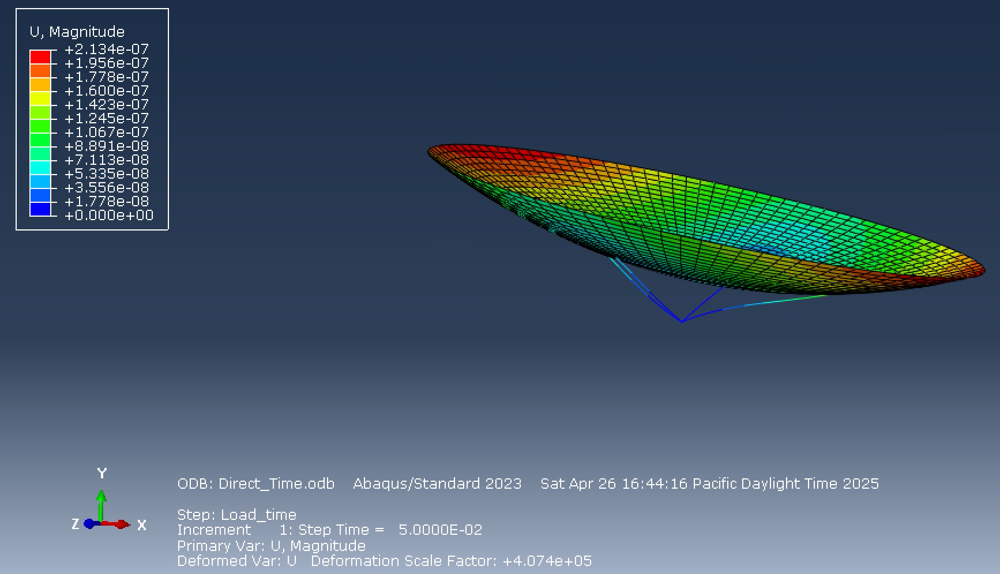 U, Magnitude
+2.134e-07
+1.956e-07
+1.778e-07
+1.600e-07
+1.423e-07
+1.245e-07
+1.067e-07
+8.891e-08
+7.113e-08
+5.335e-08
+3.556e-08
+1.778e-08
+0.000e+00
Y
Z X
ODB: Direct_Time.odb Abaqus/Standard 2023 Sat Apr 26 16:44:16 Pacific Daylight Time 2025
Step: Load_time
Increment 1: Step Time = 5.0000E-02
Primary Var: U, Magnitude
Deformed Var: U Deformation Scale Factor: +4.074e+05